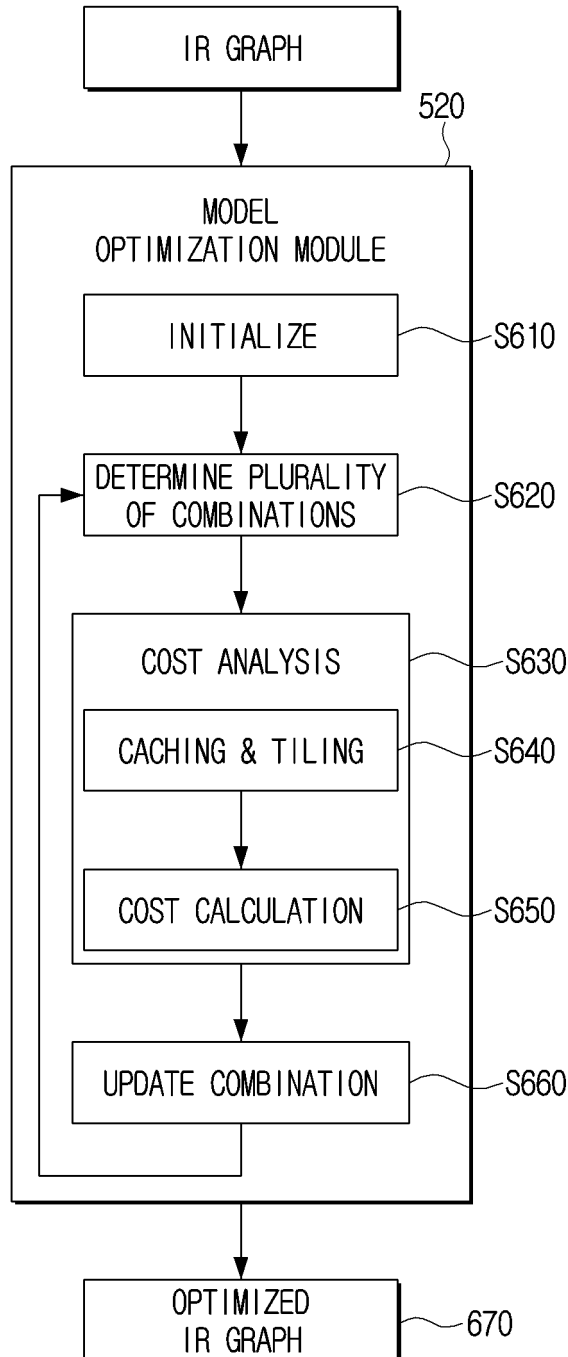 IR GRAPH
520
MODEL
OPTIMIZATION MODULE
INITIALIZE
S610
DETERMINE PLURALITY
OF COMBINATIONS
S620
COST ANALYSIS
S630
CACHING & TILING
S640
COST CALCULATION
S650
UPDATE COMBINATION
S660
OPTIMIZED
IR GRAPH
670